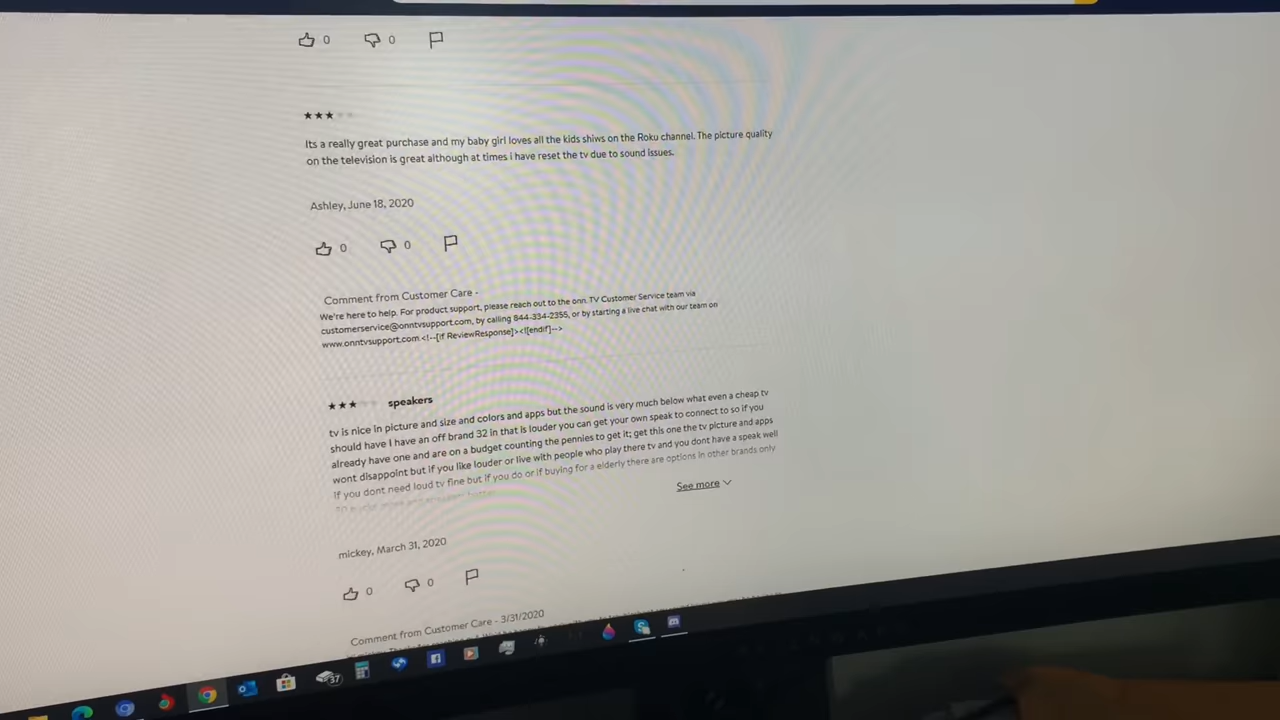 0 0
Its a really great purchase and my baby girl loves all the kids shiws on the Roku channel. The picture quality
on the television is great although at times i have reset the tv due to sound issues.
Ashley, June 18, 2020
0 0
Comment from Customer Care -
We're here to help. For product support, please reach out to the onn. TV Customer Service team via
customerservice@onntvsupport.com, by calling 844-334-2355, or by starting a live chat with our team on
www.onntvsupport.com <!--[if ReviewResponse]><![endif]-->
speakers
tv is nice in picture and size and colors and apps but the sound is very much below what even a cheap tv
should have I have an off brand 32 in that is louder you can get your own speak to connect to so if you
already have one and are on a budget counting the pennies to get it; get this one the tv picture and apps
wont disappoint but if you like louder or live with people who play there tv and you dont have a speak well
if you dont need loud tv fine but if you do or if buying for a elderly there are options in other brands only
See more
mickey, March 31, 2020
0 0
Comment from Customer Care - 3/31/2020
37